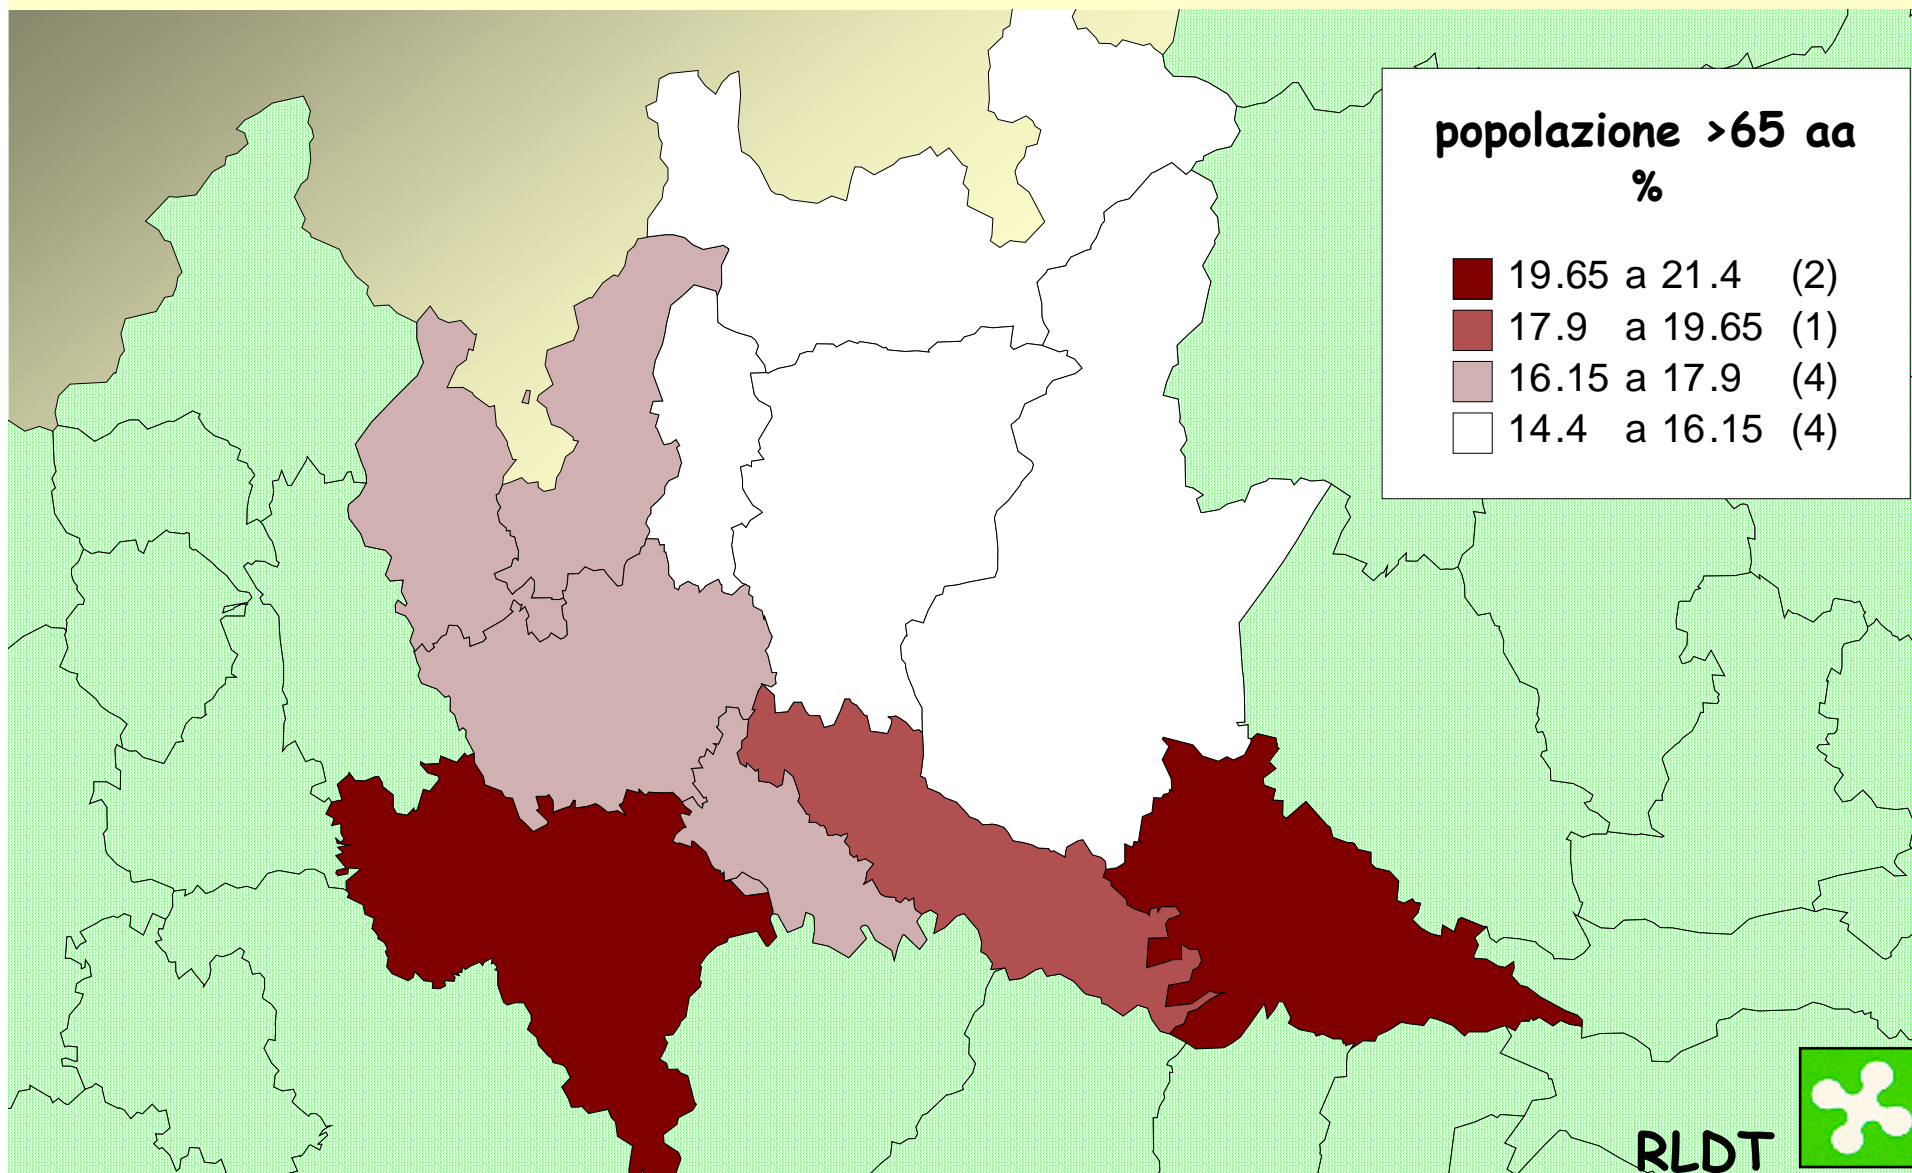 popolazione >65 aa
%
19.65 a 21.4 (2)
17.9 a 19.65 (1)
16.15 a 17.9 (4)
14.4 a 16.15 (4)
RLDT